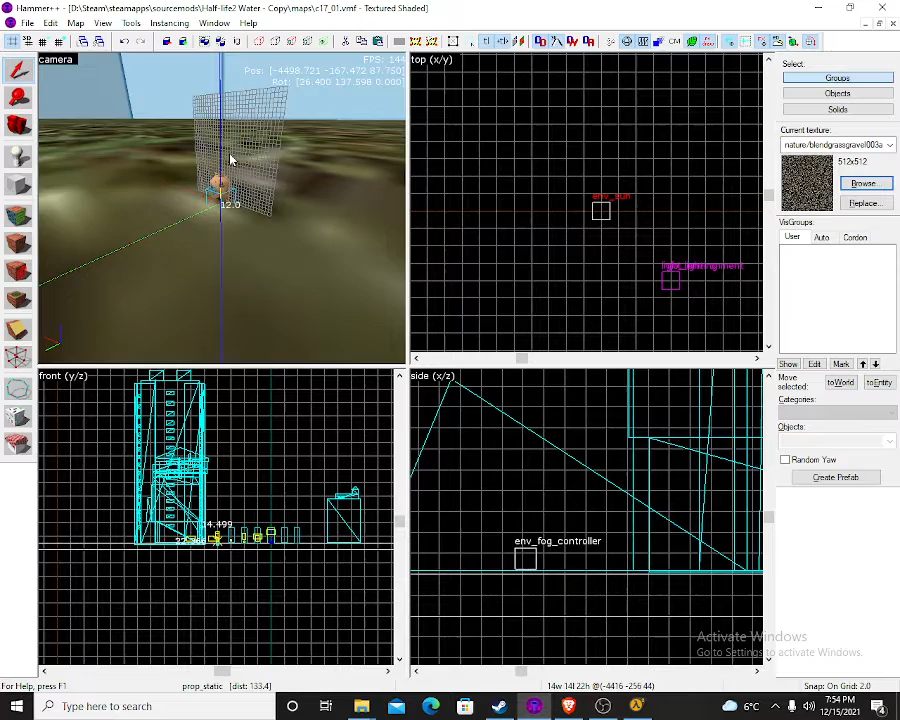 Hammer++ - [D:\Steam\steamapps\sourcemods\Half-life2 Water - Copy\maps\c17_01.vmf - Textured Shaded]
File Edit Map View Tools Instancing Window Help
camera
FPS: 144
Pos: [-4498.721 -167.472 87.750]
Rot: [26.400 137.598 0.000]
12.0
top (x/y)
env_sun
front (y/z)
14.499
side (x/z)
env_fog_controller
Select:
Groups
Objects
Solids
Current texture:
nature/blendgrassgravel003a
512x512
Browse...
Replace...
VisGroups:
User Auto Cordon
Show Edit Mark
Move selected:
toWorld toEntity
Categories:
Objects:
Random Yaw
Create Prefab
Activate Windows
Go to Settings to activate Windows.
For Help, press F1
prop_static [dist: 133.4]
14w 14l 22h @(-4416 -256 44)
Snap: On Grid: 2.0
Type here to search
6°C
7:54 PM
12/15/2021
4